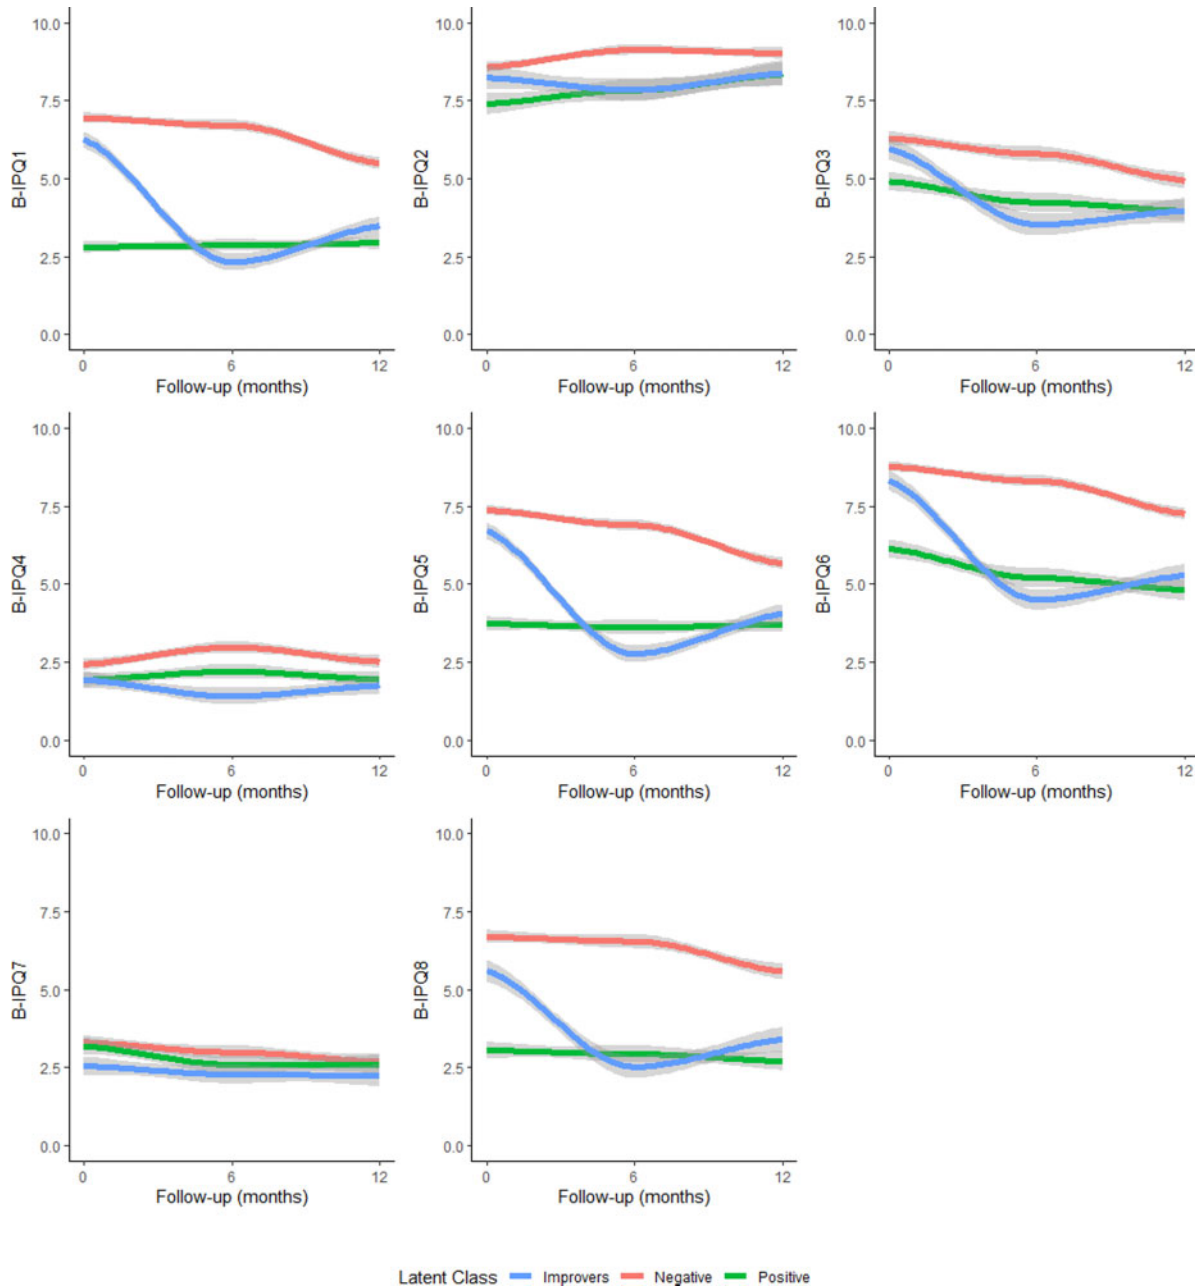 10.0 10.0 10.0
7.5 7.5 7.5
B-IPQ1 5.0 B-IPQ2 5.0 B-IPQ3 5.0
2.5 2.5 2.5
0.0 0.0 0.0
0 6 12 0 6 12 0 6 12
Follow-up (months) Follow-up (months) Follow-up (months)
10.0 10.0 10.0
7.5 7.5 7.5
B-IPQ4 5.0 B-IPQ5 5.0 B-IPQ6 5.0
2.5 2.5 2.5
0.0 0.0 0.0
0 6 12 0 6 12 0 6 12
Follow-up (months) Follow-up (months) Follow-up (months)
10.0 10.0
7.5 7.5
B-IPQ7 5.0 B-IPQ8 5.0
2.5 2.5
0.0 0.0
0 6 12 0 6 12
Follow-up (months) Follow-up (months)
Latent Class Improvers Negative Positive